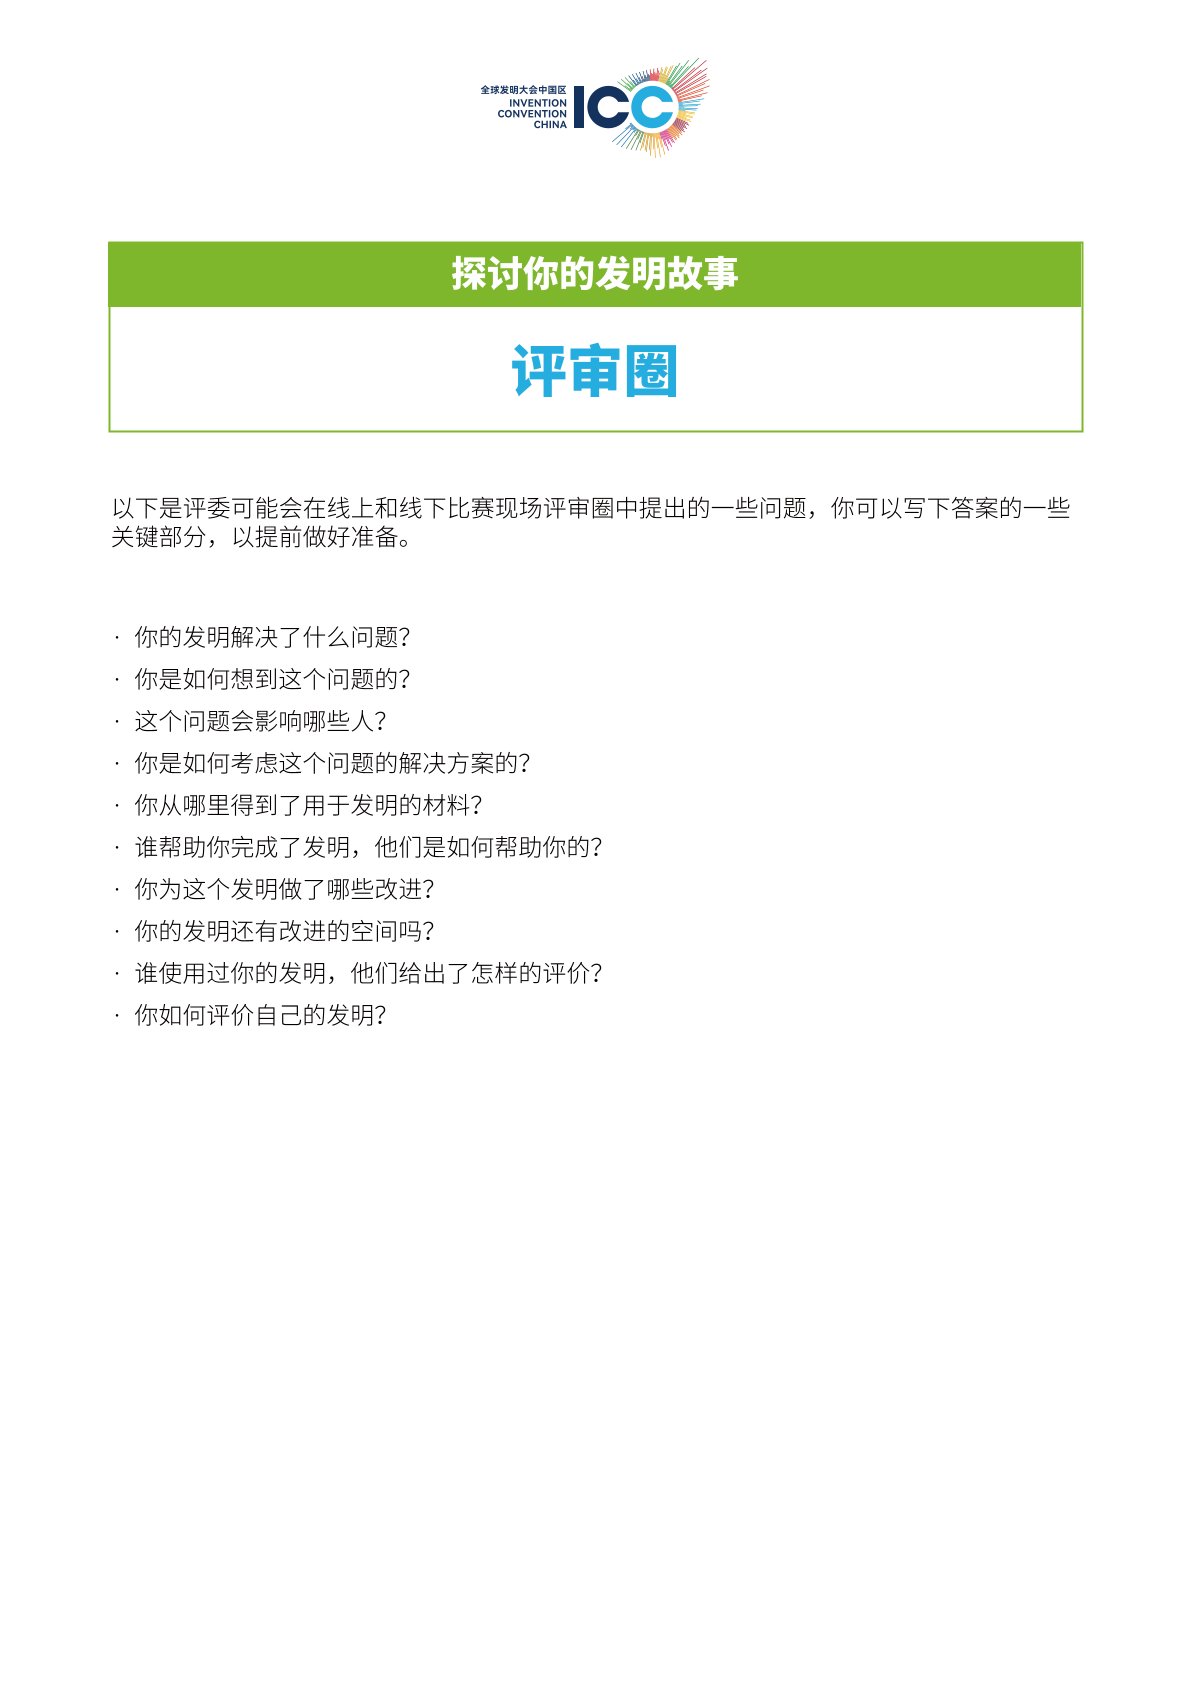 全球发明大会中国区
INVENTION
CONVENTION
CHINA
ICC
探讨你的发明故事
评审圈
以下是评委可能会在线上和线下比赛现场评审圈中提出的一些问题，你可以写下答案的一些
关键部分，以提前做好准备。
· 你的发明解决了什么问题？
· 你是如何想到这个问题的？
· 这个问题会影响哪些人？
· 你是如何考虑这个问题的解决方案的？
· 你从哪里得到了用于发明的材料？
· 谁帮助你完成了发明，他们是如何帮助你的？
· 你为这个发明做了哪些改进？
· 你的发明还有改进的空间吗？
· 谁使用过你的发明，他们给出了怎样的评价？
· 你如何评价自己的发明？